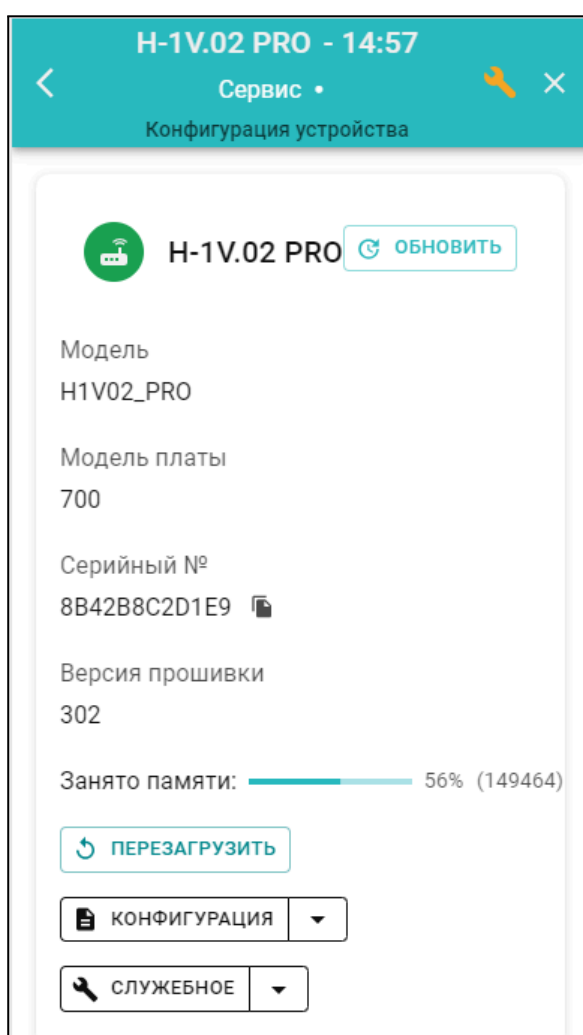 H-1V.02 PRO - 14:57
Сервис •
Конфигурация устройства
H-1V.02 PRO
ОБНОВИТЬ
Модель
H1V02_PRO
Модель платы
700
Серийный №
8B42B8C2D1E9
Версия прошивки
302
Занято памяти: 56% (149464)
ПЕРЕЗАГРУЗИТЬ
КОНФИГУРАЦИЯ
СЛУЖЕБНОЕ